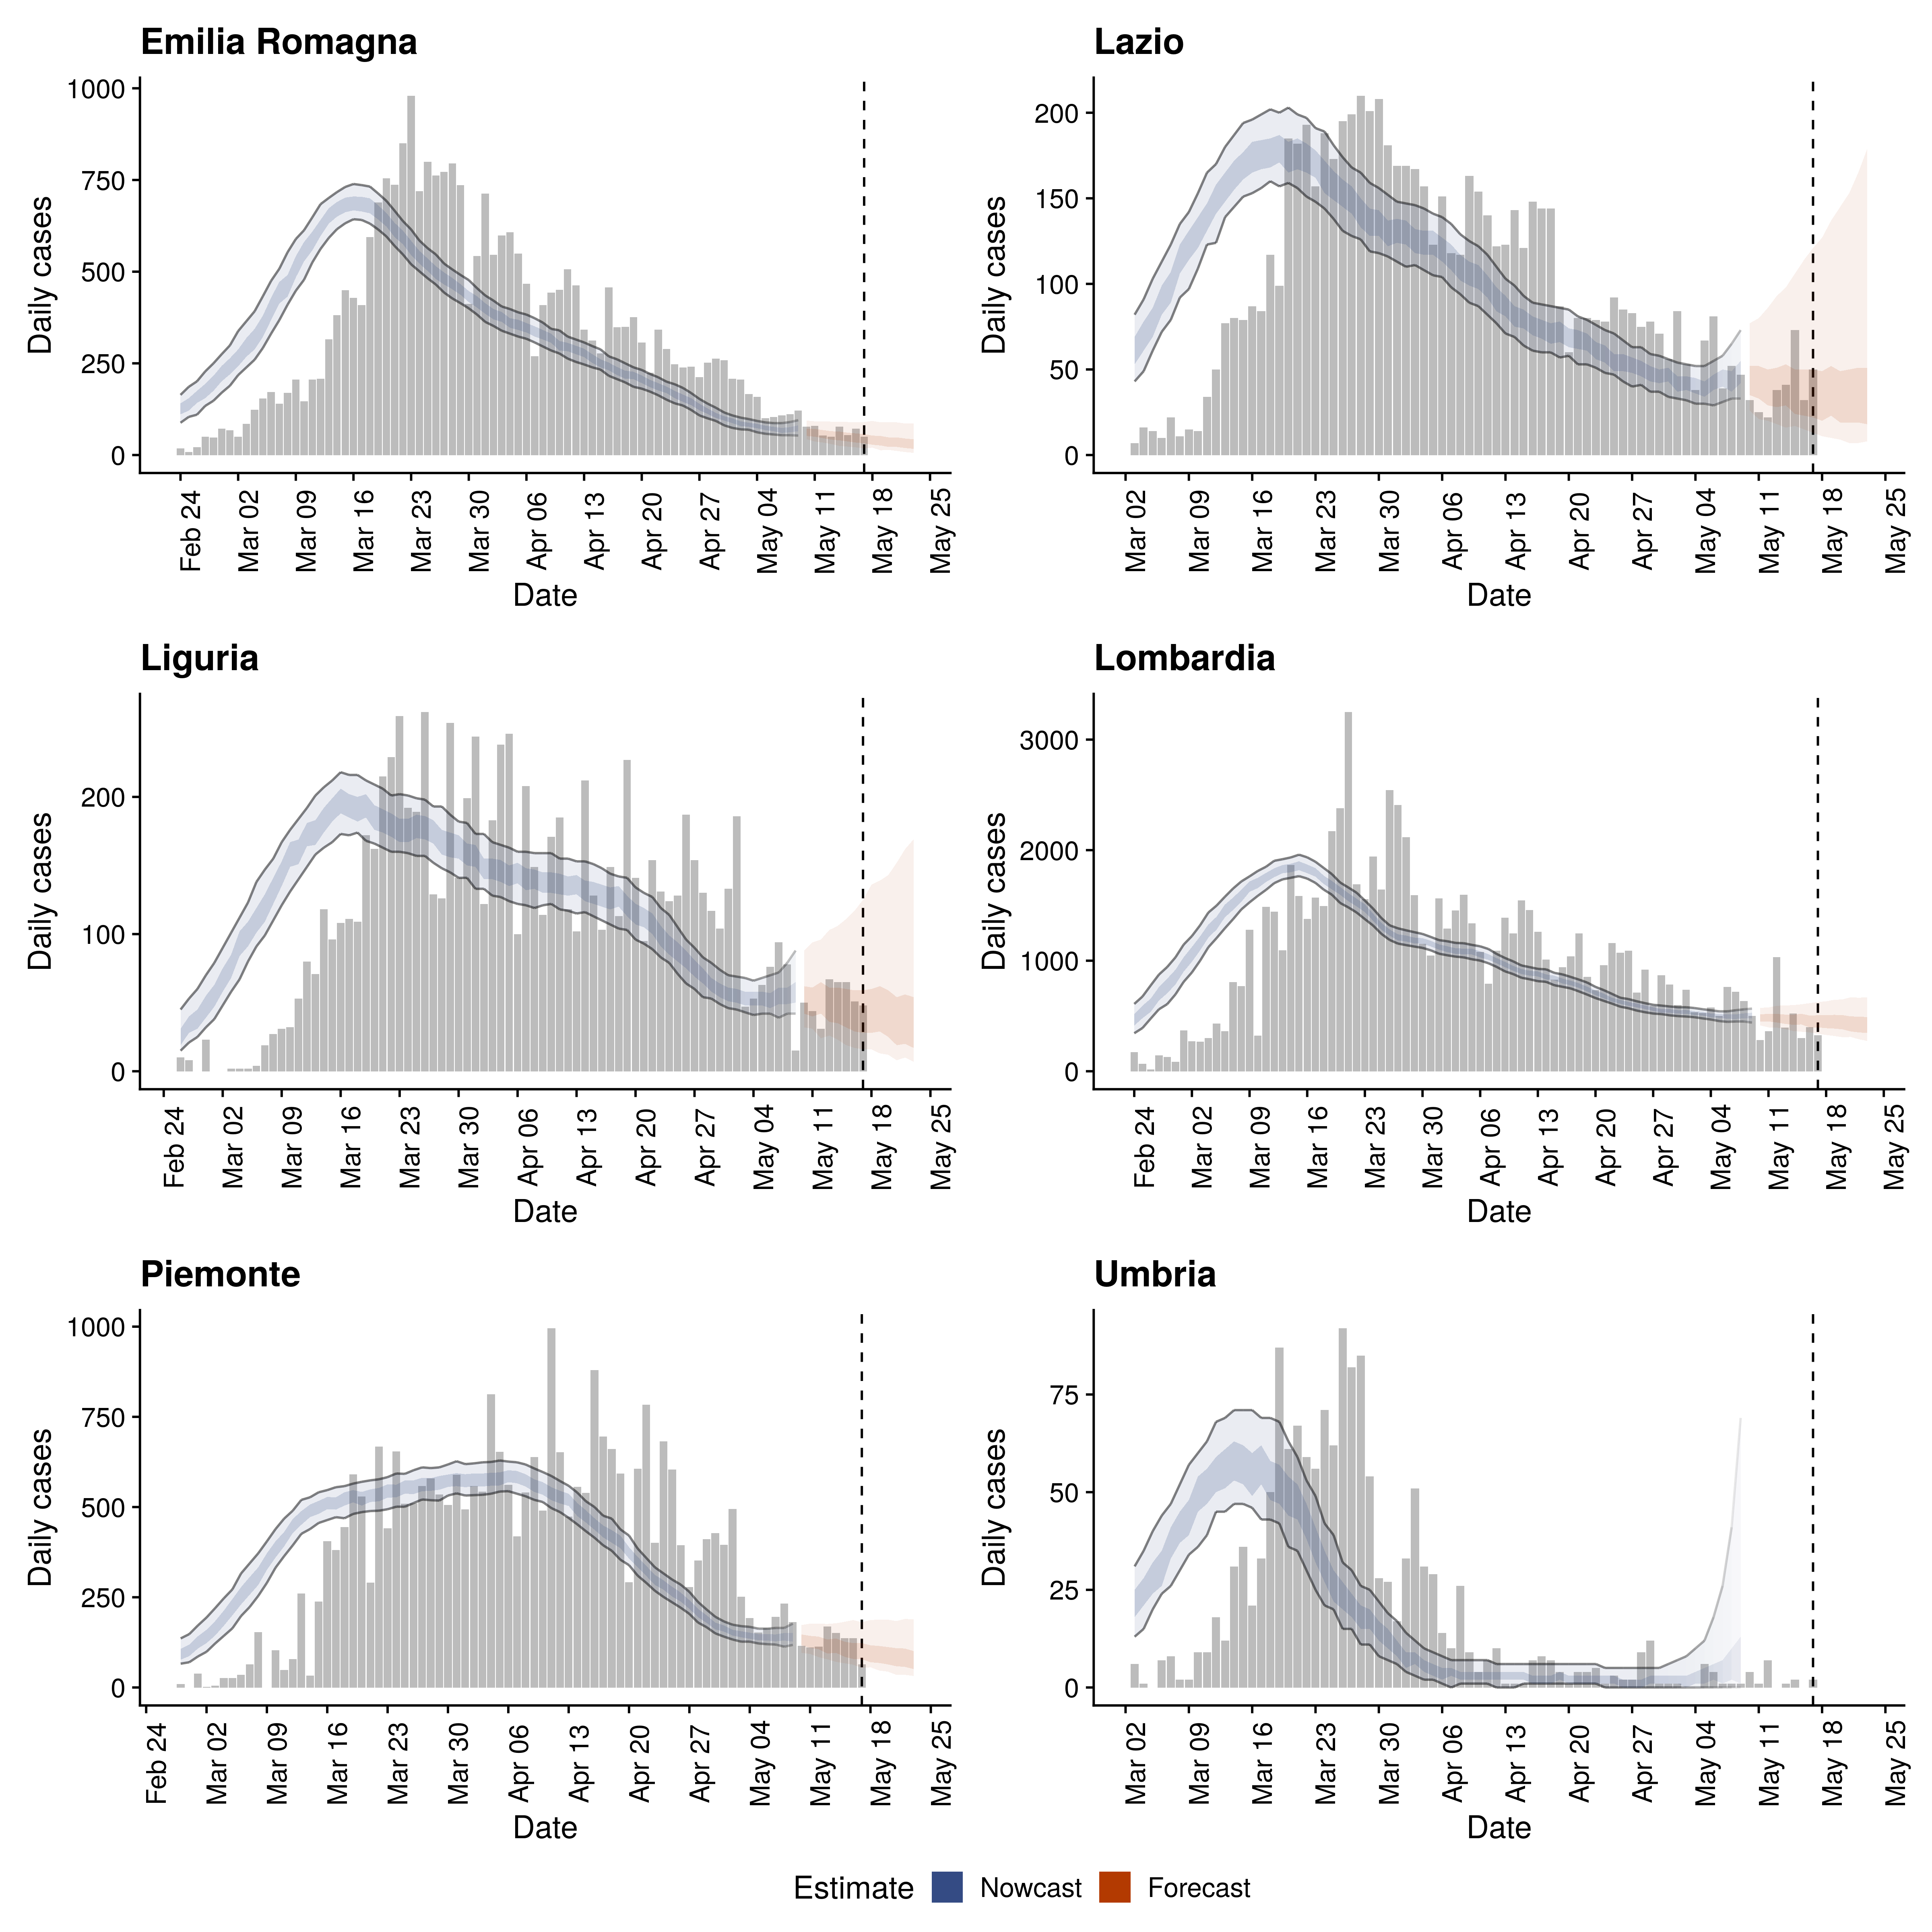 Emilia Romagna
Daily cases
1000
750
500
250
0
Feb 24
Mar 02
Mar 09
Mar 16
Mar 23
Mar 30
Apr 06
Apr 13
Apr 20
Apr 27
May 04
May 11
May 18
May 25
Date
Lazio
Daily cases
200
150
100
50
0
Mar 02
Mar 09
Mar 16
Mar 23
Mar 30
Apr 06
Apr 13
Apr 20
Apr 27
May 04
May 11
May 18
May 25
Date
Liguria
Daily cases
200
100
0
Feb 24
Mar 02
Mar 09
Mar 16
Mar 23
Mar 30
Apr 06
Apr 13
Apr 20
Apr 27
May 04
May 11
May 18
May 25
Date
Lombardia
Daily cases
3000
2000
1000
0
Feb 24
Mar 02
Mar 09
Mar 16
Mar 23
Mar 30
Apr 06
Apr 13
Apr 20
Apr 27
May 04
May 11
May 18
May 25
Date
Piemonte
Daily cases
1000
750
500
250
0
Feb 24
Mar 02
Mar 09
Mar 16
Mar 23
Mar 30
Apr 06
Apr 13
Apr 20
Apr 27
May 04
May 11
May 18
May 25
Date
Umbria
Daily cases
75
50
25
0
Mar 02
Mar 09
Mar 16
Mar 23
Mar 30
Apr 06
Apr 13
Apr 20
Apr 27
May 04
May 11
May 18
May 25
Date
Estimate Nowcast Forecast